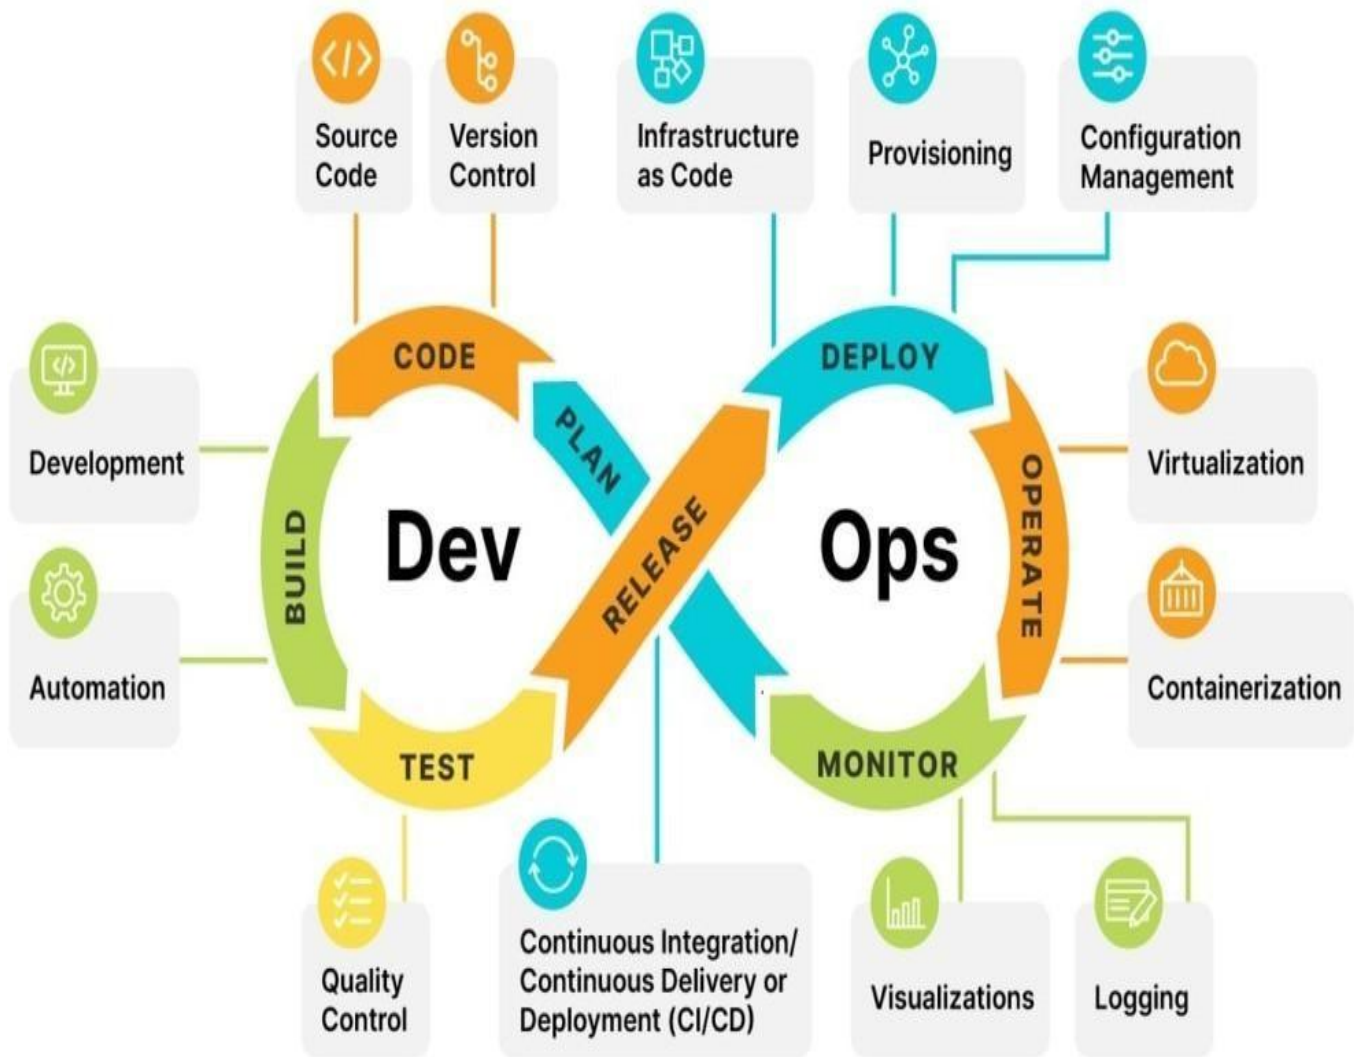 Source
Code
Version
Control
Infrastructure
as Code
Provisioning
Configuration
Management
CODE
DEPLOY
PLAN
Development
Virtualization
OPERATE
BUILD
Dev
RELEASE
Ops
Automation
Containerization
TEST
MONITOR
Quality
Control
Continuous Integration/
Continuous Delivery or
Deployment (CI/CD)
Visualizations
Logging